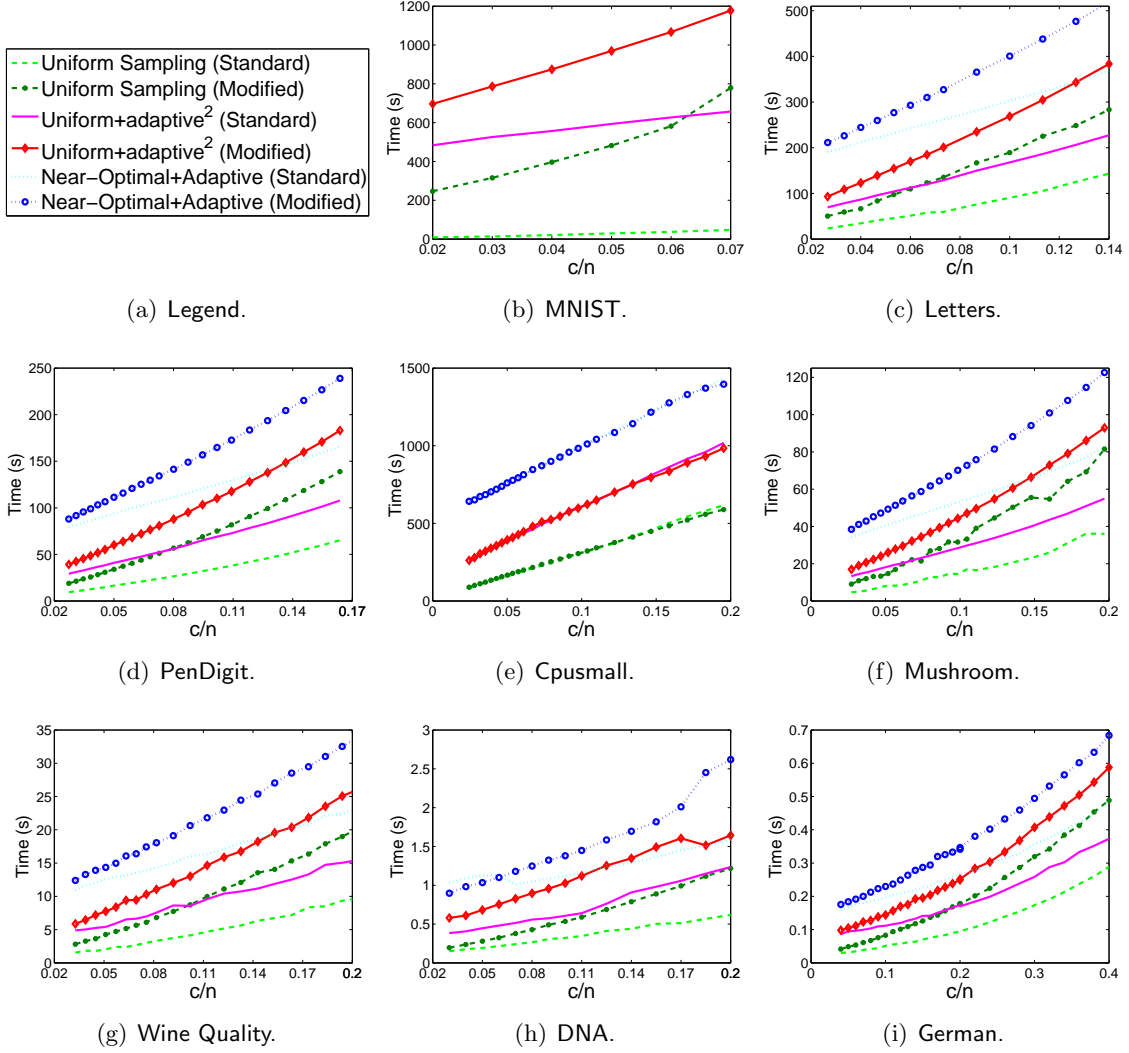 Uniform Sampling (Standard)
Uniform Sampling (Modified)
Uniform+adaptive² (Standard)
Uniform+adaptive² (Modified)
Near−Optimal+Adaptive (Standard)
Near−Optimal+Adaptive (Modified)
(a) Legend.
1200
1000
800
600
400
200
0
Time (s)
0.02 0.03 0.04 0.05 0.06 0.07
c/n
(b) MNIST.
500
400
300
200
100
0
Time (s)
0.02 0.04 0.06 0.08 0.1 0.12 0.14
c/n
(c) Letters.
250
200
150
100
50
0
Time (s)
0.02 0.05 0.08 0.11 0.14 0.17
c/n
(d) PenDigit.
1500
1000
500
0
Time (s)
0 0.05 0.1 0.15 0.2
c/n
(e) Cpusmall.
120
100
80
60
40
20
0
Time (s)
0 0.05 0.1 0.15 0.2
c/n
(f) Mushroom.
35
30
25
20
15
10
5
0
Time (s)
0.02 0.05 0.08 0.11 0.14 0.17 0.2
c/n
(g) Wine Quality.
3
2.5
2
1.5
1
0.5
0
Time (s)
0.02 0.05 0.08 0.11 0.14 0.17 0.2
c/n
(h) DNA.
0.7
0.6
0.5
0.4
0.3
0.2
0.1
0
Time (s)
0 0.1 0.2 0.3 0.4
c/n
(i) German.